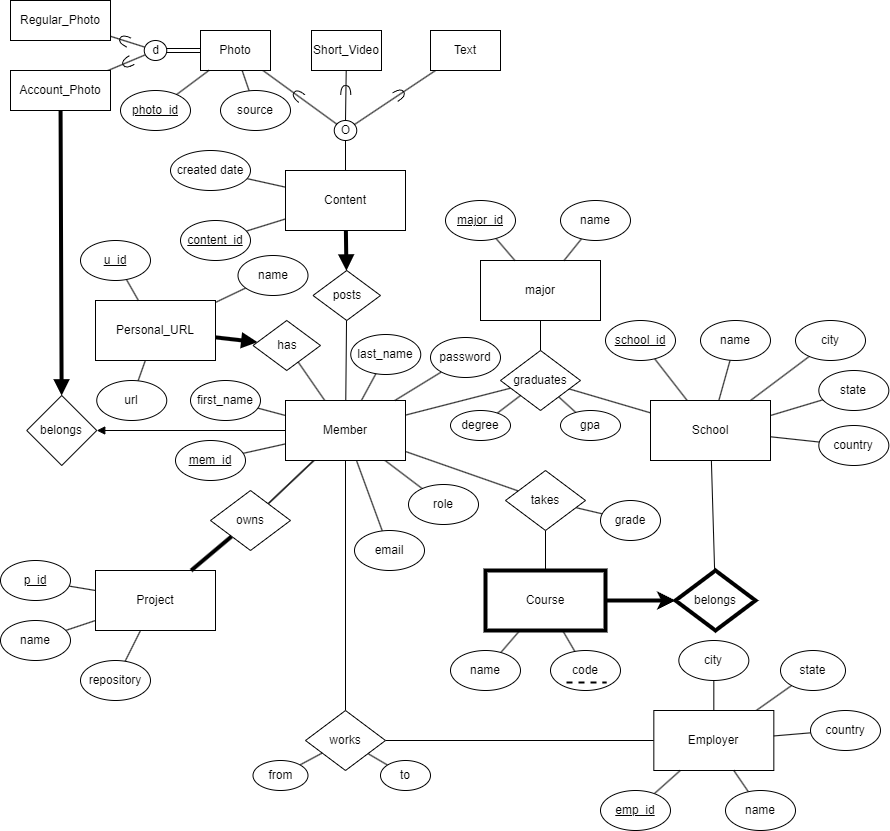 Regular_Photo
d
Photo
Short_Video
Text
Account_Photo
photo_id
source
O
created date
Content
content_id
major_id
name
u_id
name
posts
major
Personal_URL
has
last_name
password
school_id
name
city
url
first_name
graduates
degree
gpa
state
belongs
Member
School
country
mem_id
role
takes
grade
owns
email
p_id
Project
Course
belongs
name
repository
name
code
city
state
works
Employer
country
from
to
emp_id
name